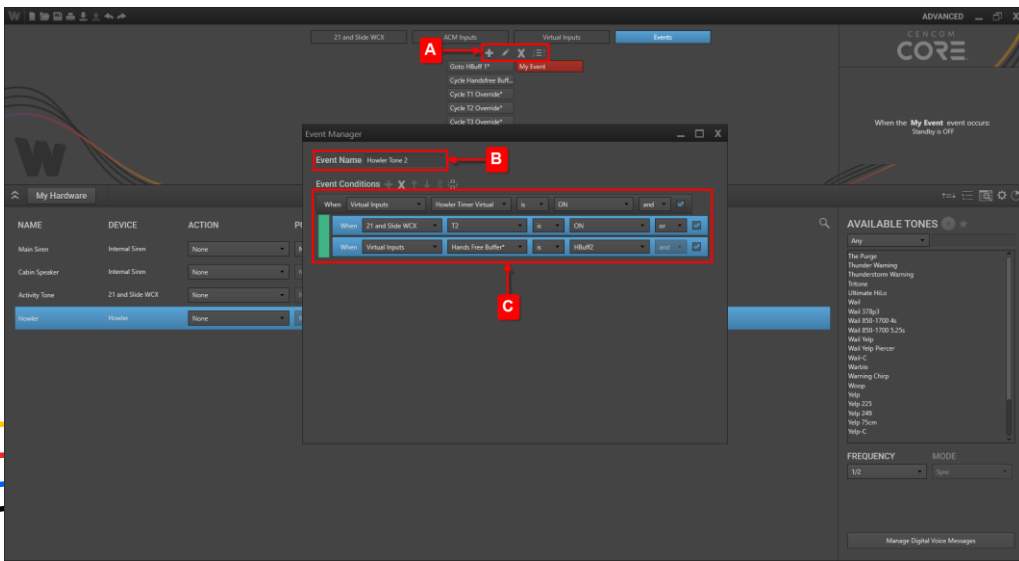 ADVANCED
21 and Slide WCX
ACM Inputs
Virtual Inputs
Events
CENCOM
CORE
A
Goto HBuff 1*
My Event
Cycle Handsfree Buff...
Cycle T1 Override*
Cycle T2 Override*
Cycle T3 Override*
When the My Event event occurs:
Standby is OFF
Event Manager
Event Name Howler Tone 2
B
Event Conditions
When Virtual Inputs Howler Timer Virtual is ON and
When 21 and Slide WCX T2 is ON or
When Virtual Inputs Hands Free Buffer* is HBuff2 and
C
My Hardware
NAME DEVICE ACTION
Main Siren Internal Siren None
Cabin Speaker Internal Siren None
Activity Tone 21 and Slide WCX None
Howler Howler None
AVAILABLE TONES
Any
The Purge
Thunder Warning
Thunderstorm Warning
Tritone
Ultimate HiLo
Wail
Wail 378p3
Wail 850-1700 4s
Wail 850-1700 5.25s
Wail Yelp
Wail Yelp Piercer
Wail-C
Warble
Warning Chirp
Woop
Yelp
Yelp 225
Yelp 249
Yelp 75cm
Yelp-C
FREQUENCY MODE
1/2 Sync
Manage Digital Voice Messages